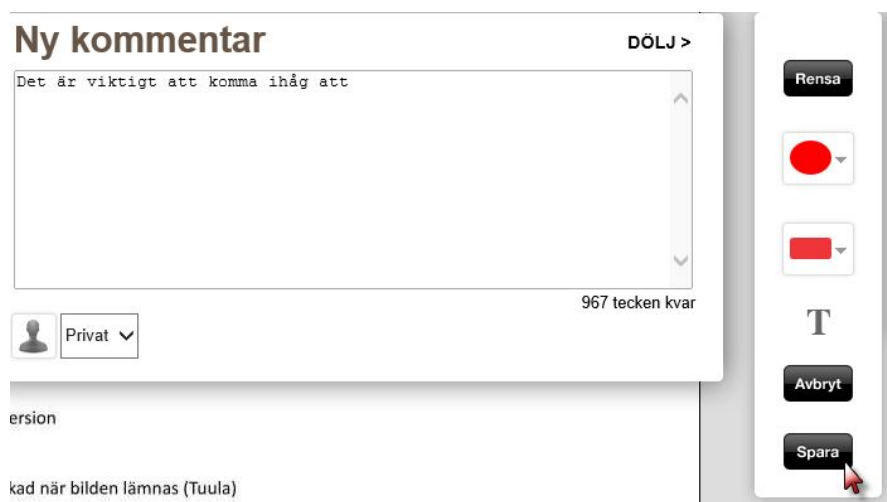 Ny kommentar
DÖLJ >
Det är viktigt att komma ihåg att
967 tecken kvar
Privat
ersion
kad när bilden lämnas (Tuula)
Rensa
T
Avbryt
Spara